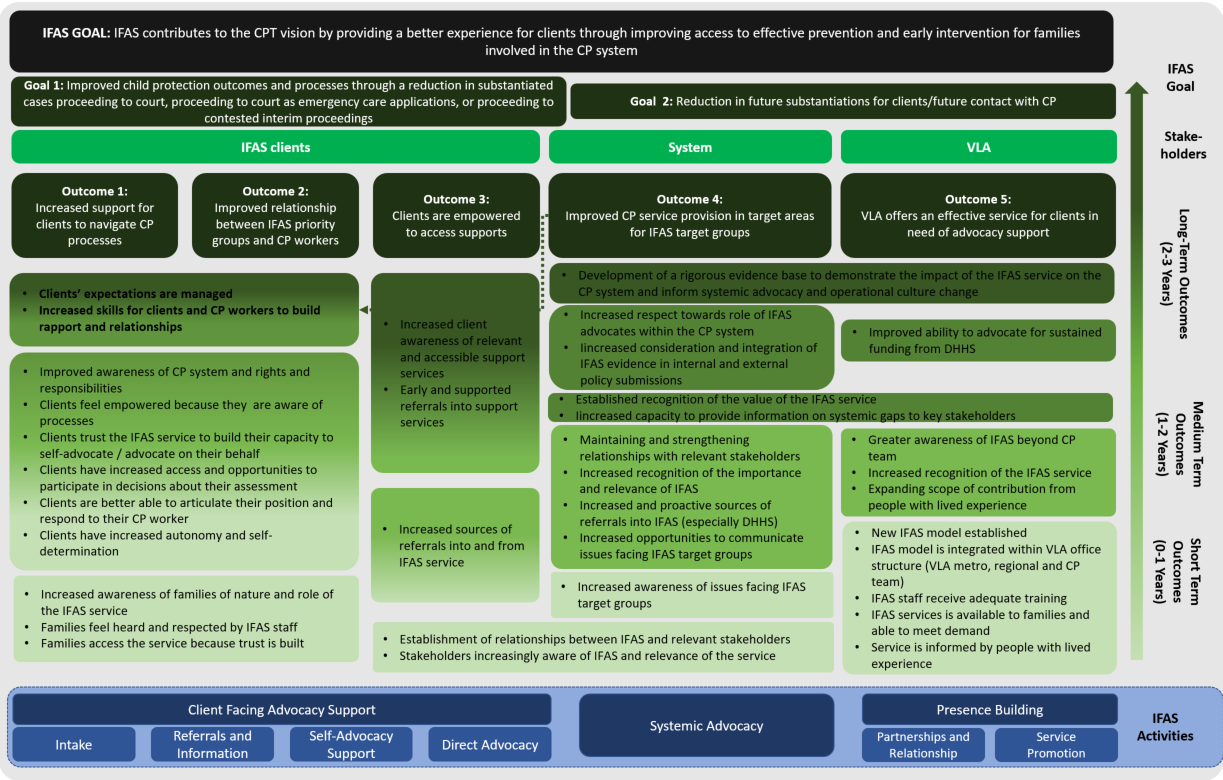 IFAS GOAL: IFAS contributes to the CPT vision by providing a better experience for clients through improving access to effective prevention and early intervention for families
involved in the CP system
IFAS
Goal
Goal 1: Improved child protection outcomes and processes through a reduction in substantiated
cases proceeding to court, proceeding to court as emergency care applications, or proceeding to
contested interim proceedings
Goal 2: Reduction in future substantiations for clients/future contact with CP
IFAS clients
System
VLA
Stake-
holders
Outcome 1:
Increased support for
clients to navigate CP
processes
Outcome 2:
Improved relationship
between IFAS priority
groups and CP workers
Outcome 3:
Clients are empowered
to access supports
Outcome 4:
Improved CP service provision in target areas
for IFAS target groups
Outcome 5:
VLA offers an effective service for clients in
need of advocacy support
Long-Term Outcomes
(2-3 Years)
• Clients' expectations are managed
• Increased skills for clients and CP workers to build
rapport and relationships
• Improved awareness of CP system and rights and
responsibilities
• Clients feel empowered because they are aware of
processes
• Clients trust the IFAS service to build their capacity to
self-advocate / advocate on their behalf
• Clients have increased access and opportunities to
participate in decisions about their assessment
• Clients are better able to articulate their position and
respond to their CP worker
• Clients have increased autonomy and self-
determination
• Increased awareness of families of nature and role of
the IFAS service
• Families feel heard and respected by IFAS staff
• Families access the service because trust is built
• Increased client
awareness of relevant
and accessible support
services
• Early and supported
referrals into support
services
• Increased sources of
referrals into and from
IFAS service
• Development of a rigorous evidence base to demonstrate the impact of the IFAS service on the
CP system and inform systemic advocacy and operational culture change
• Increased respect towards role of IFAS
advocates within the CP system
• Iincreased consideration and integration of
IFAS evidence in internal and external
policy submissions
• Improved ability to advocate for sustained
funding from DHHS
• Established recognition of the value of the IFAS service
• Iincreased capacity to provide information on systemic gaps to key stakeholders
Medium Term
Outcomes
(1-2 Years)
• Maintaining and strengthening
relationships with relevant stakeholders
• Increased recognition of the importance
and relevance of IFAS
• Increased and proactive sources of
referrals into IFAS (especially DHHS)
• Increased opportunities to communicate
issues facing IFAS target groups
• Greater awareness of IFAS beyond CP
team
• Increased recognition of the IFAS service
• Expanding scope of contribution from
people with lived experience
• Increased awareness of issues facing IFAS
target groups
• Establishment of relationships between IFAS and relevant stakeholders
• Stakeholders increasingly aware of IFAS and relevance of the service
• New IFAS model established
• IFAS model is integrated within VLA office
structure (VLA metro, regional and CP
team)
• IFAS staff receive adequate training
• IFAS services is available to families and
able to meet demand
• Service is informed by people with lived
experience
Short Term
Outcomes
(0-1 Years)
Client Facing Advocacy Support
Intake
Referrals and
Information
Self-Advocacy
Support
Direct Advocacy
Systemic Advocacy
Presence Building
Partnerships and
Relationship
Service
Promotion
IFAS
Activities